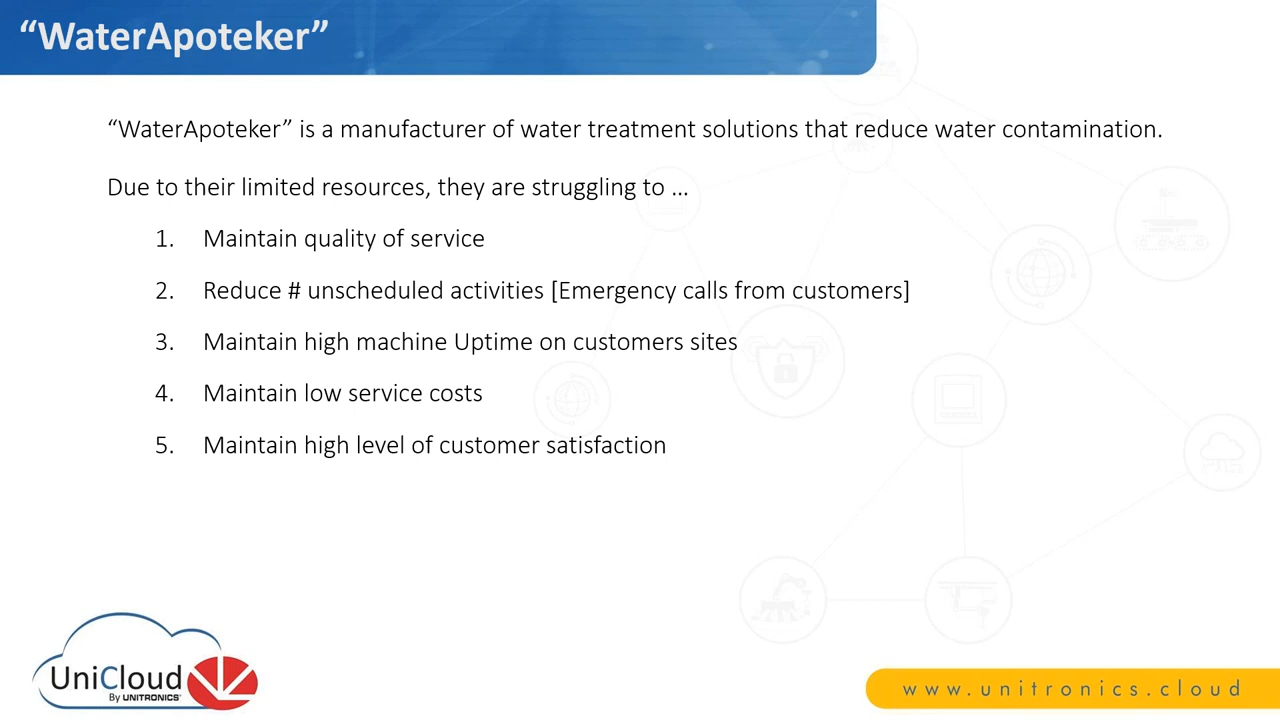 “WaterApoteker”
“WaterApoteker” is a manufacturer of water treatment solutions that reduce water contamination.
Due to their limited resources, they are struggling to ...
1. Maintain quality of service
2. Reduce # unscheduled activities [Emergency calls from customers]
3. Maintain high machine Uptime on customers sites
4. Maintain low service costs
5. Maintain high level of customer satisfaction
UniCloud
By UNITRONICS
www.unitronics.cloud